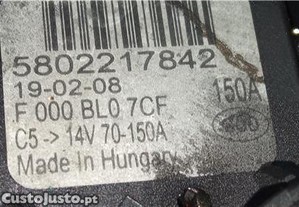 5802217842
19-02-08
F 000 BL0 7CF
150A
C5 -> 14V 70-150A
Made in Hungary
CustoJusto.pt